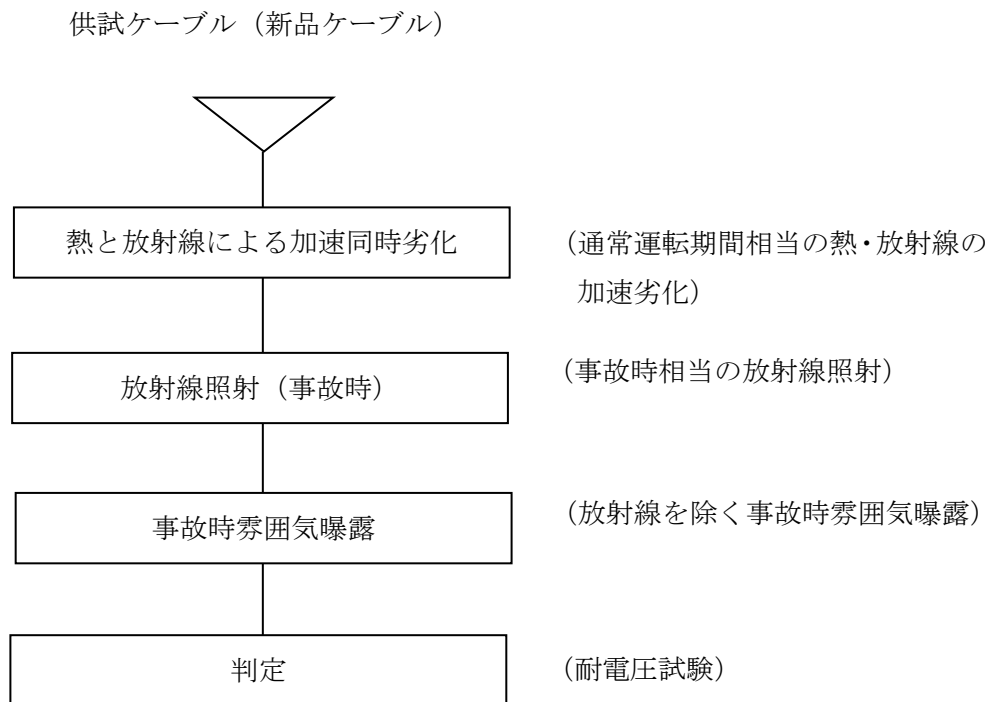 供試ケーブル（新品ケーブル）
熱と放射線による加速同時劣化
（通常運転期間相当の熱・放射線の
加速劣化）
放射線照射（事故時）
（事故時相当の放射線照射）
事故時雰囲気曝露
（放射線を除く事故時雰囲気曝露）
判定
（耐電圧試験）